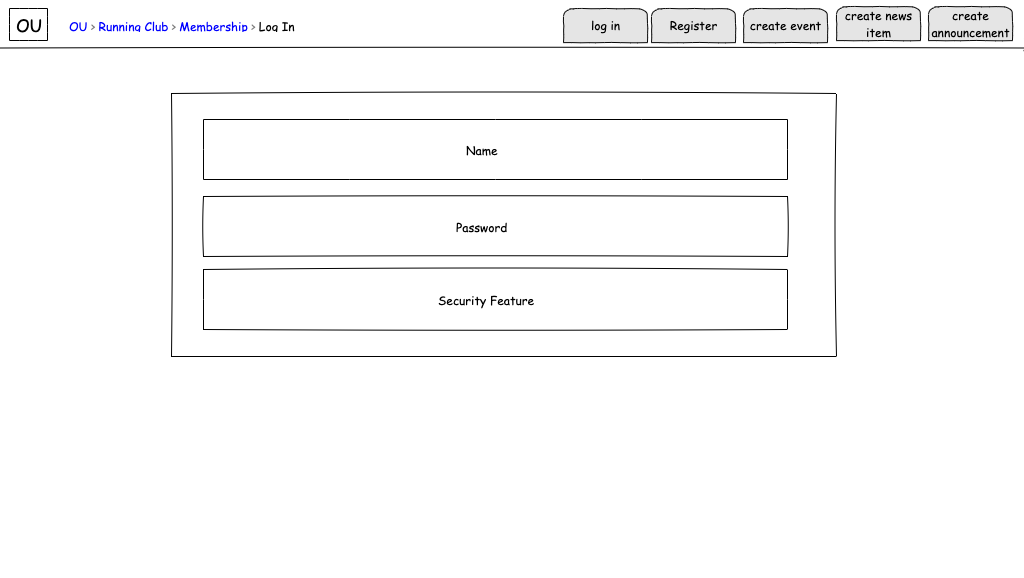 OU
OU > Running Club > Membership > Log In
log in
Register
create event
create news
item
create
announcement
Name
Password
Security Feature